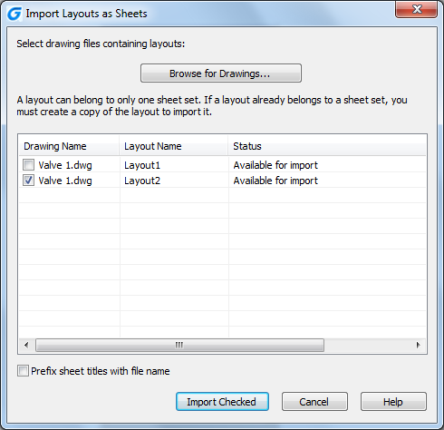 Import Layouts as Sheets
Select drawing files containing layouts:
Browse for Drawings...
A layout can belong to only one sheet set. If a layout already belongs to a sheet set, you
must create a copy of the layout to import it.
Drawing Name Layout Name Status
Valve 1.dwg Layout1 Available for import
Valve 1.dwg Layout2 Available for import
Prefix sheet titles with file name
Import Checked Cancel Help